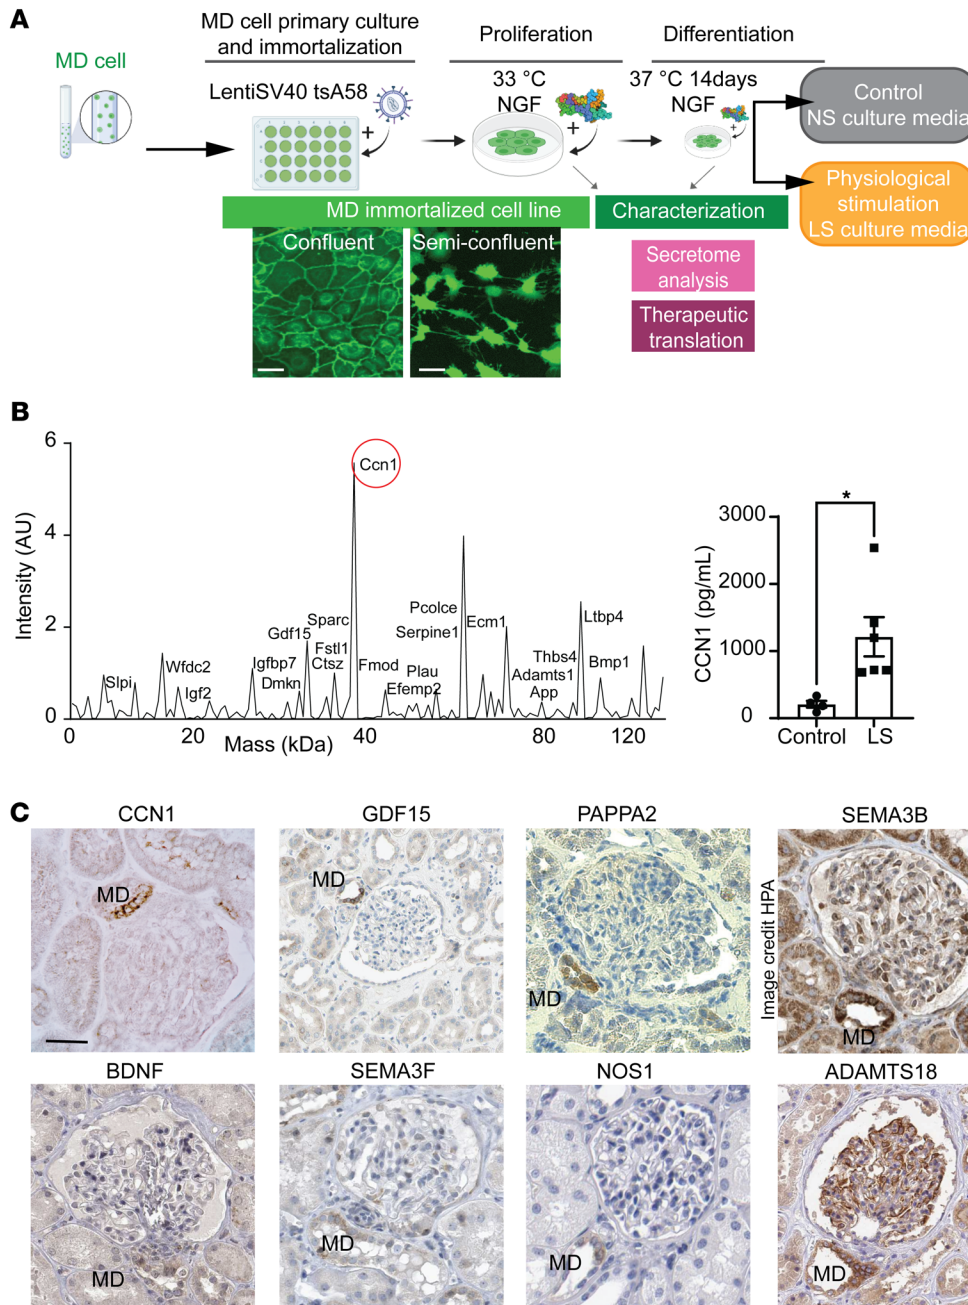 A
MD cell
MD cell primary culture
and immortalization
Proliferation
Differentiation
LentiSV40 tsA58
33 °C
NGF
37 °C 14days
NGF
+
+
+
Control
NS culture media
Physiological
stimulation
LS culture media
MD immortalized cell line
Characterization
Confluent
Semi-confluent
Secretome
analysis
Therapeutic
translation
B
Intensity (AU)
6
4
2
0
Ccn1
Sparc
Gdf15
Fstl1
Ctsz
Igfbp7
Dmkn
Wfdc2
Slpi
Igf2
Fmod
Plau
Efemp2
Pcolce
Serpine1
Ecm1
Ltbp4
Thbs4
Adamts1
App
Bmp1
0
20
40
80
120
Mass (kDa)
CCN1 (pg/mL)
3000
2000
1000
0
*
Control
LS
C
CCN1
GDF15
PAPPA2
SEMA3B
MD
MD
MD
MD
Image credit HPA
BDNF
SEMA3F
NOS1
ADAMTS18
MD
MD
MD
MD